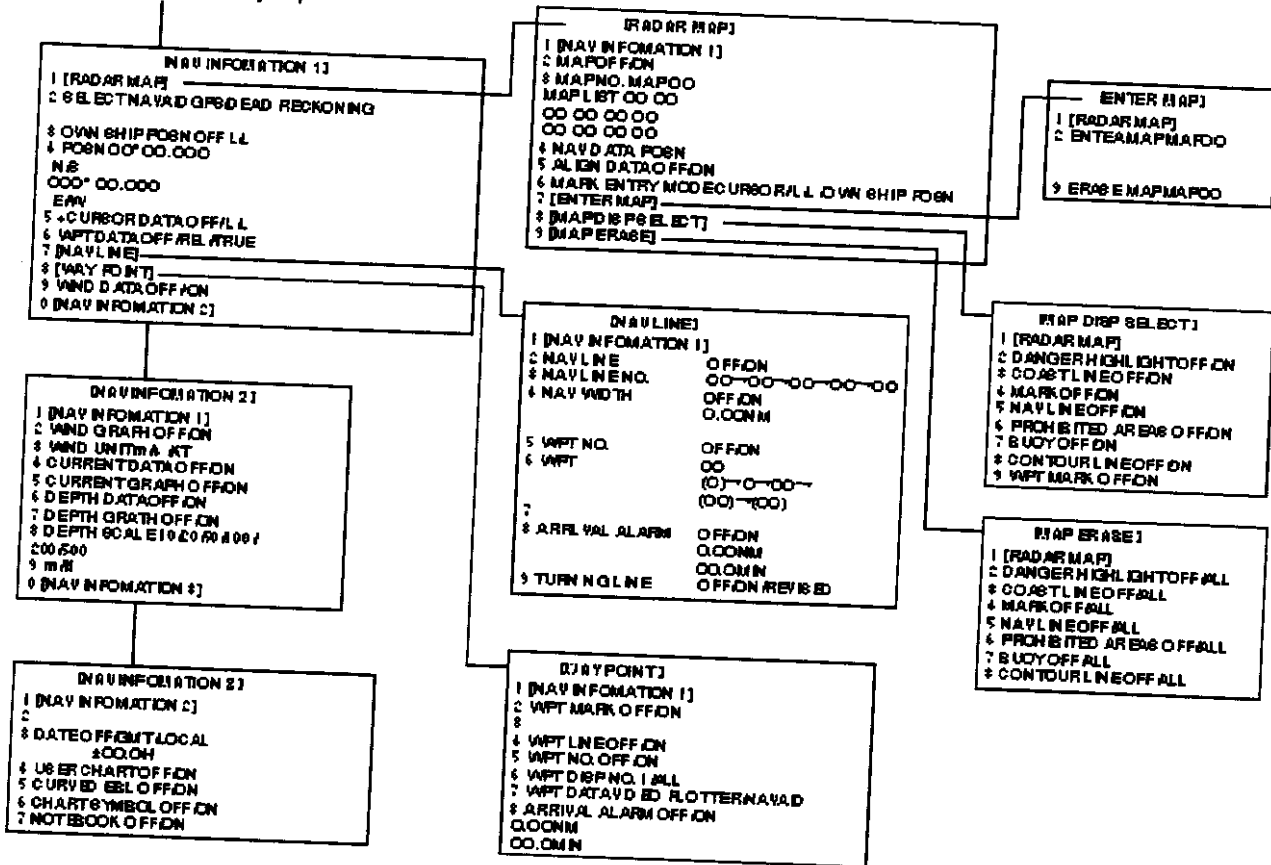 [NAV INFOMATION 1]
1 [RADAR MAP]
2 SELECT NAVAID GPS/DEAD RECKONING
3 OWN SHIP POSN OFF L/L
4 POSN 00° 00.000
N/S
000° 00.000
E/W
5 +CURSOR DATA OFF/L/L
6 WPT DATA OFF/REL/TRUE
7 [NAV LINE]
8 [WAY POINT]
9 WIND DATA OFF/ON
0 [NAV INFOMATION 2]
[NAV INFOMATION 2]
1 [NAV INFOMATION 1]
2 WIND GRAPH OFF/ON
3 WIND UNIT m/s /KT
4 CURRENT DATA OFF/ON
5 CURRENT GRAPH OFF/ON
6 DEPTH DATA OFF/ON
7 DEPTH GRATH OFF/ON
8 DEPTH SCALE 10/20/50/100/
200/500
9 m/ft
0 [NAV INFOMATION 3]
[NAV INFOMATION 3]
1 [NAV INFOMATION 2]
2
3 DATE OFF/GMT/LOCAL
±00.0H
4 USER CHART OFF/ON
5 CURVED EBL OFF/ON
6 CHART SYMBOL OFF/ON
7 NOTEBOOK OFF/ON
[RADAR MAP]
1 [NAV INFOMATION 1]
2 MAP OFF/ON
3 MAP NO. MAP00
MAP LIST 00 00
00 00 00 00
00 00 00 00
4 NAV DATA POSN
5 ALIGN DATA OFF/ON
6 MARK ENTRY MODE CURSOR/L/L /OWN SHIP POSN
7 [ENTER MAP]
8 [MAP DISP SELECT]
9 [MAP ERASE]
[NAV LINE]
1 [NAV INFOMATION 1]
2 NAV LINE OFF/ON
3 NAV LINE NO. 00→00→00→00→00
4 NAV WIDTH OFF/ON
0.00NM
5 WPT NO. OFF/ON
6 WPT 00
(0)→0→00→
(00)→(00)
7
8 ARRIVAL ALARM OFF/ON
0.00NM
00.0MIN
9 TURNING LINE OFF/ON/REVISED
[WAYPOINT]
1 [NAV INFOMATION 1]
2 WPT MARK OFF/ON
3
4 WPT LINE OFF/ON
5 WPT NO. OFF/ON
6 WPT DISP NO. 1/ALL
7 WPT DATA VIDEO PLOTTER/NAVAID
8 ARRIVAL ALARM OFF/ON
0.00NM
00.0MIN
[ENTER MAP]
1 [RADAR MAP]
2 ENTER MAP MAP00
9 ERASE MAP MAP00
[MAP DISP SELECT]
1 [RADAR MAP]
2 DANGER HIGHLIGHT OFF/ON
3 COASTLINE OFF/ON
4 MARK OFF/ON
5 NAV LINE OFF/ON
6 PROHIBITED AREAS OFF/ON
7 BUOY OFF/ON
8 CONTOUR LINE OFF/ON
9 WPT MARK OFF/ON
[MAP ERASE]
1 [RADAR MAP]
2 DANGER HIGHLIGHT OFF/ALL
3 COASTLINE OFF/ALL
4 MARK OFF/ALL
5 NAV LINE OFF/ALL
6 PROHIBITED AREAS OFF/ALL
7 BUOY OFF/ALL
8 CONTOUR LINE OFF/ALL